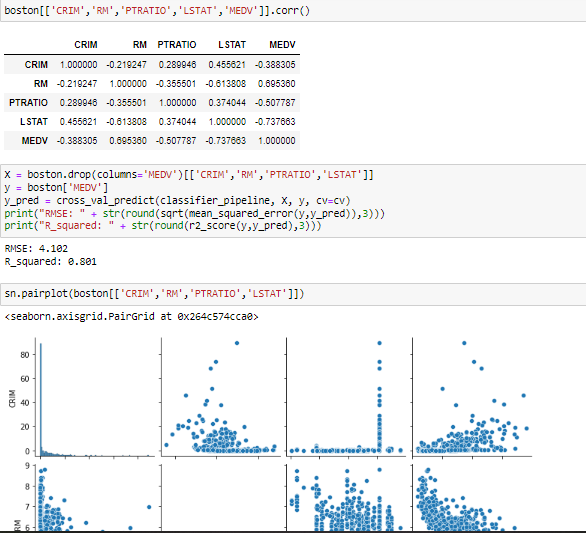 boston[['CRIM','RM','PTRATIO','LSTAT','MEDV']].corr()
CRIM RM PTRATIO LSTAT MEDV
CRIM 1.000000 -0.219247 0.289946 0.455621 -0.388305
RM -0.219247 1.000000 -0.355501 -0.613808 0.695360
PTRATIO 0.289946 -0.355501 1.000000 0.374044 -0.507787
LSTAT 0.455621 -0.613808 0.374044 1.000000 -0.737663
MEDV -0.388305 0.695360 -0.507787 -0.737663 1.000000
X = boston.drop(columns='MEDV')[['CRIM','RM','PTRATIO','LSTAT']]
y = boston['MEDV']
y_pred = cross_val_predict(classifier_pipeline, X, y, cv=cv)
print("RMSE: " + str(round(sqrt(mean_squared_error(y,y_pred)),3)))
print("R_squared: " + str(round(r2_score(y,y_pred),3)))
RMSE: 4.102
R_squared: 0.801
sn.pairplot(boston[['CRIM','RM','PTRATIO','LSTAT']])
<seaborn.axisgrid.PairGrid at 0x264c574cca0>
80
60
CRIM
40
20
0
9
8
7
RM
6